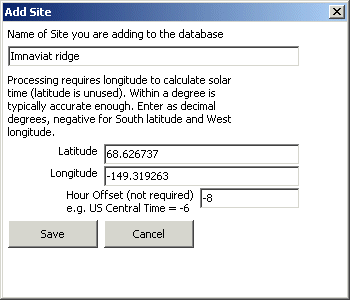 Add Site
Name of Site you are adding to the database
Imnaviat ridge
Processing requires longitude to calculate solar
time (latitude is unused). Within a degree is
typically accurate enough. Enter as decimal
degrees, negative for South latitude and West
longitude.
Latitude 68.626737
Longitude -149.319263
Hour Offset (not required) -8
e.g. US Central Time = -6
Save Cancel